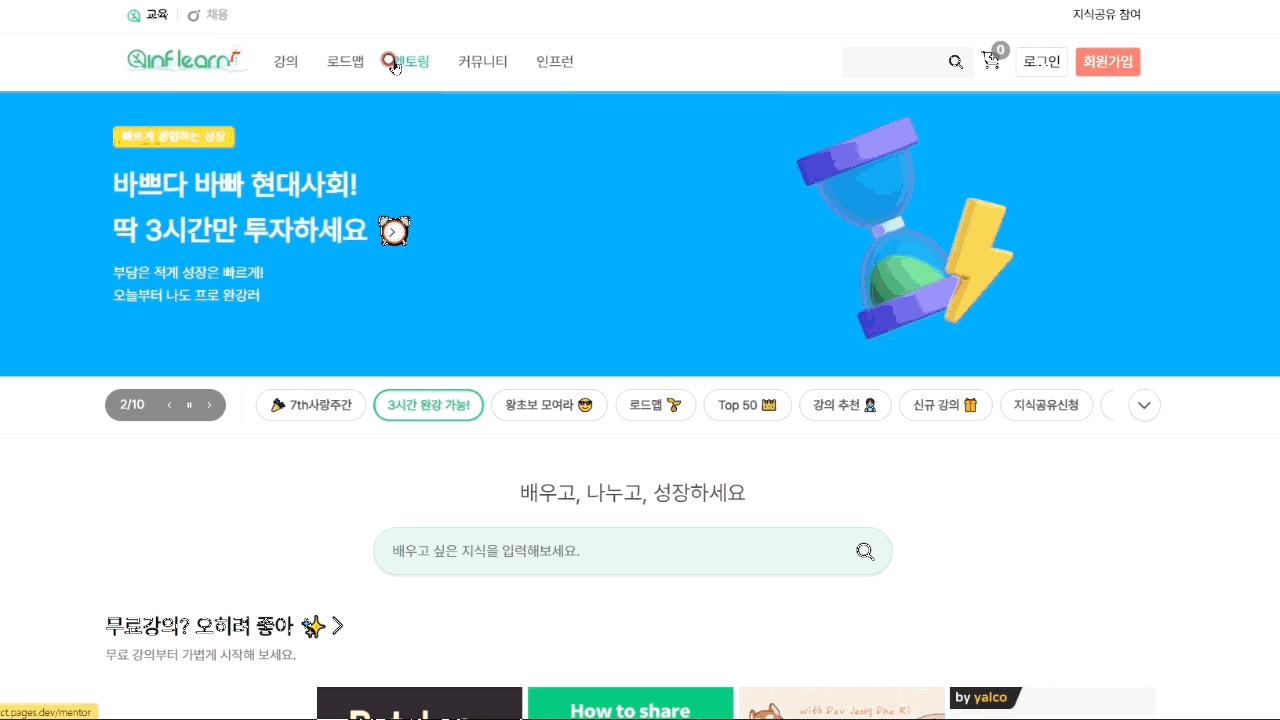 교육
채용
지식공유 참여
inflearn
강의
로드맵
멘토링
커뮤니티
인프런
0
로그인
회원가입
빠르게 경험하는 성장
바쁘다 바빠 현대사회!
딱 3시간만 투자하세요
부담은 적게 성장은 빠르게!
오늘부터 나도 프로 완강러
2/10
7th사랑주간
3시간 완강 가능!
왕초보 모여라
로드맵
Top 50
강의 추천
신규 강의
지식공유신청
배우고, 나누고, 성장하세요
배우고 싶은 지식을 입력해보세요.
무료강의? 오히려 좋아
무료 강의부터 가볍게 시작해 보세요.
ct.pages.dev/mentor
How to share
with Dev Jeong Dae Ri
by yalco